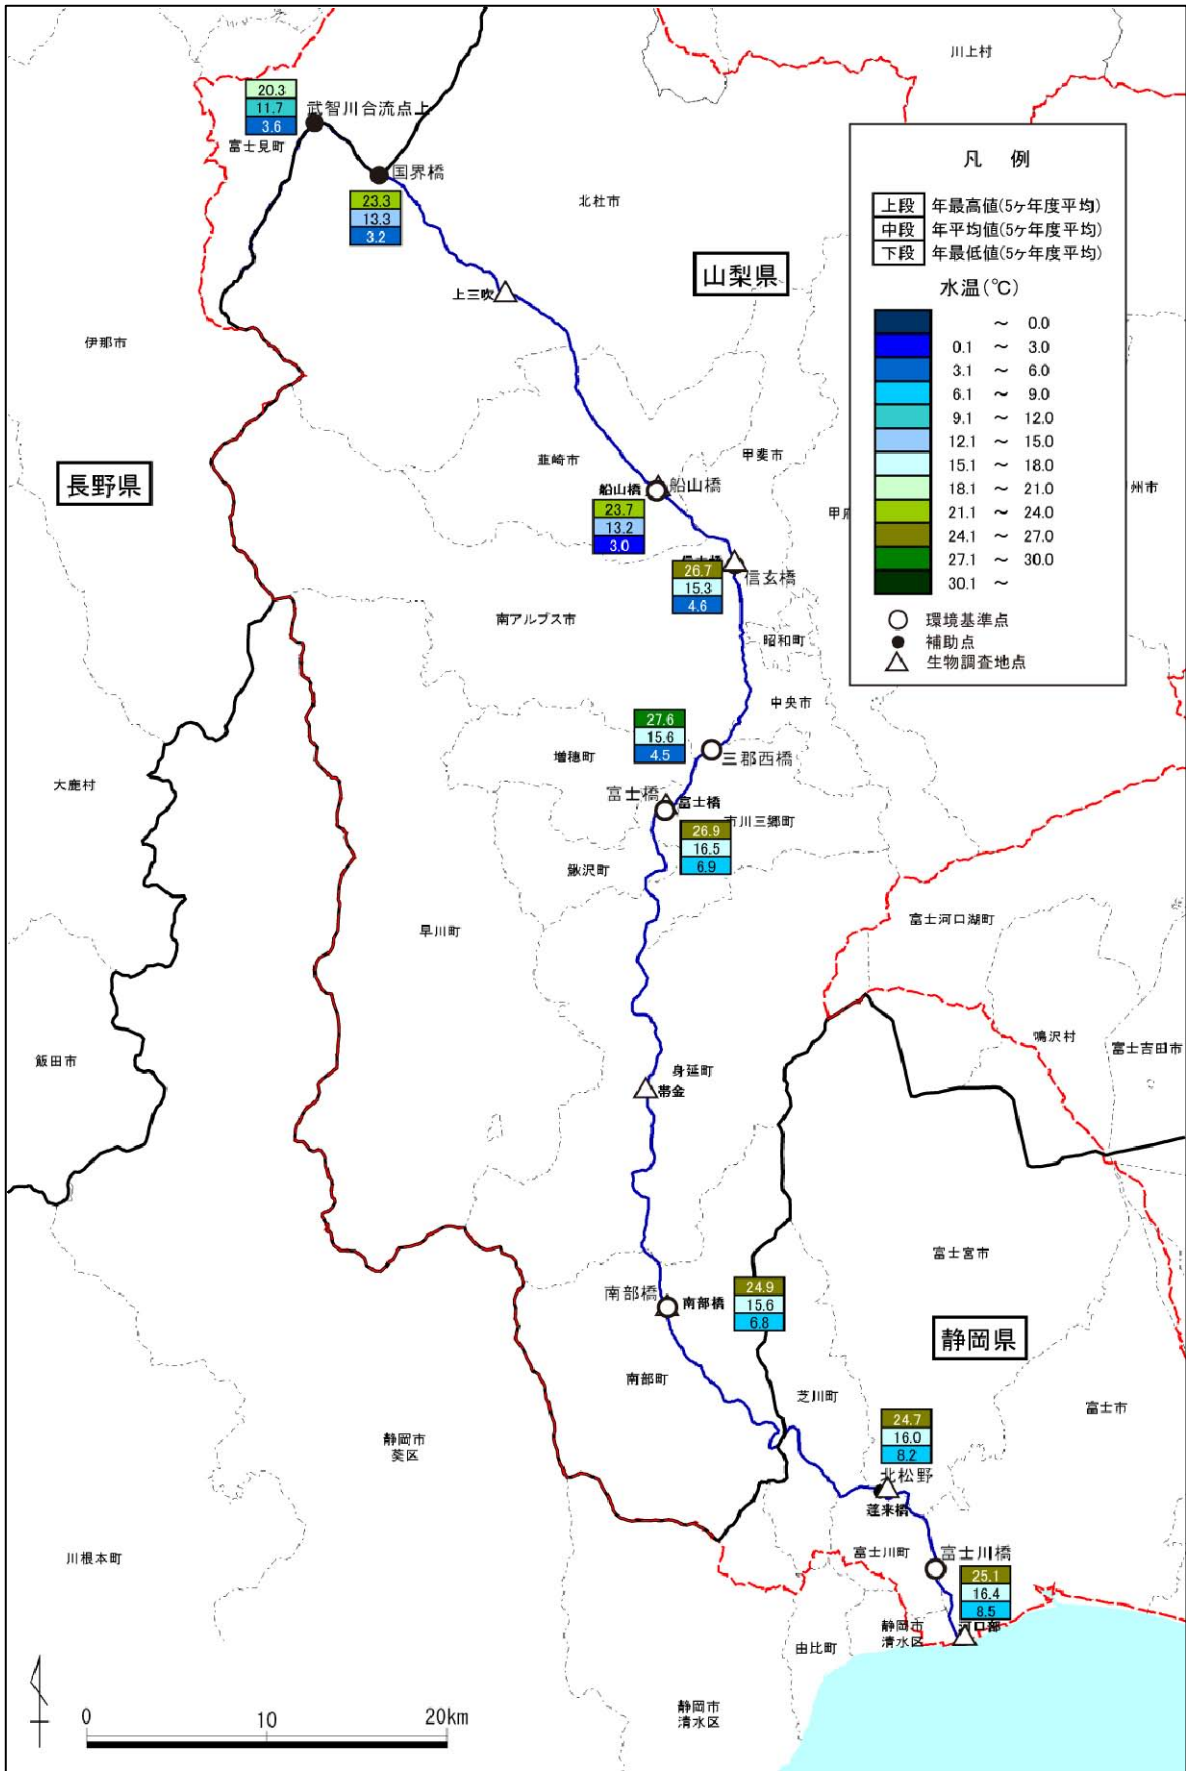 川上村
20.3
11.7
3.6
武智川合流点上
富士見町
国界橋
23.3
13.3
3.2
北杜市
山梨県
上三吹
伊那市
凡 例
上段 年最高値(5ヶ年度平均)
中段 年平均値(5ヶ年度平均)
下段 年最低値(5ヶ年度平均)
水温(℃)
～ 0.0
0.1 ～ 3.0
3.1 ～ 6.0
6.1 ～ 9.0
9.1 ～ 12.0
12.1 ～ 15.0
15.1 ～ 18.0
18.1 ～ 21.0
21.1 ～ 24.0
24.1 ～ 27.0
27.1 ～ 30.0
30.1 ～
環境基準点
補助点
生物調査地点
長野県
韮崎市
甲斐市
船山橋
船山橋
23.7
13.2
3.0
州市
26.7
15.3
4.6
信玄橋
南アルプス市
昭和町
中央市
27.6
15.6
4.5
増穂町
三郡西橋
大鹿村
富士橋
富士橋
市川三郷町
26.9
16.5
6.9
鰍沢町
早川町
富士河口湖町
鳴沢村
富士吉田市
飯田市
身延町
帯金
富士宮市
南部橋
南部橋
24.9
15.6
6.8
静岡県
南部町
芝川町
富士市
静岡市
葵区
24.7
16.0
8.2
北松野
蓬来橋
川根本町
富士川町
富士川橋
25.1
16.4
8.5
静岡市
清水区
河口部
由比町
静岡市
清水区
0 10 20km